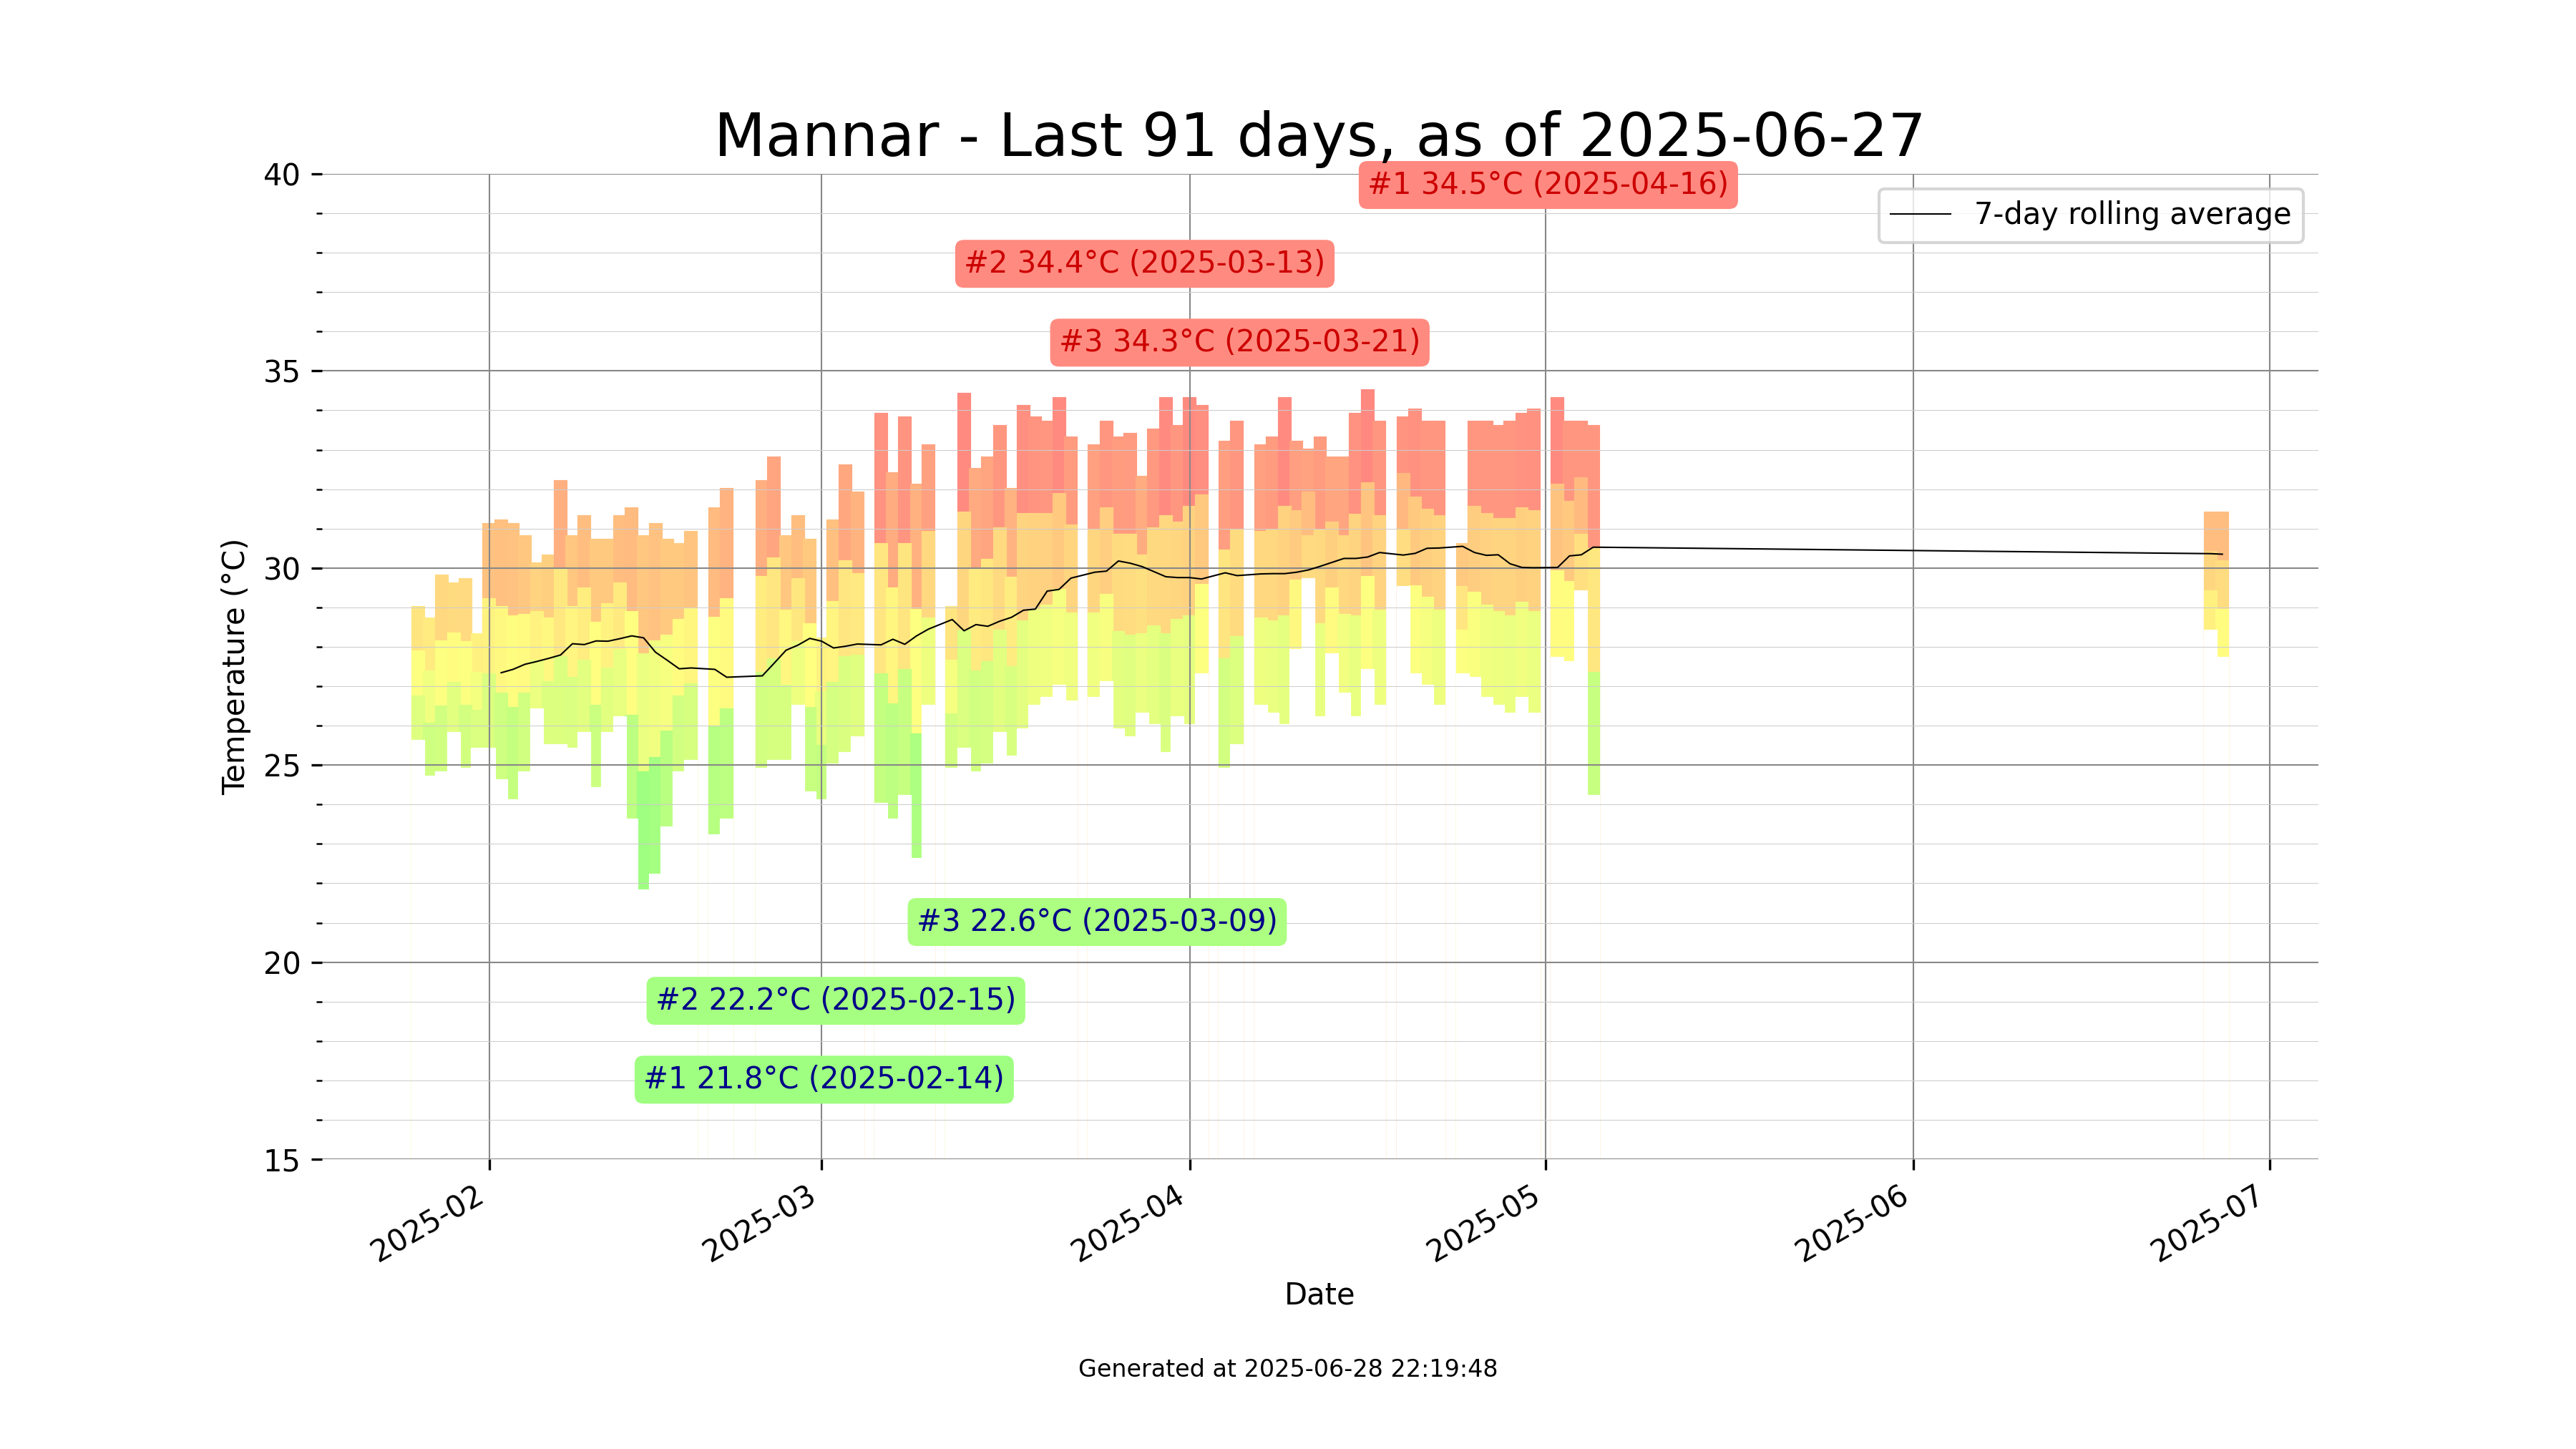 Mannar - Last 91 days, as of 2025-06-27
40
#1 34.5°C (2025-04-16)
7-day rolling average
#2 34.4°C (2025-03-13)
#3 34.3°C (2025-03-21)
35
30
Temperature (°C)
25
#3 22.6°C (2025-03-09)
20
#2 22.2°C (2025-02-15)
#1 21.8°C (2025-02-14)
15
2025-02
2025-03
2025-04
2025-05
2025-06
2025-07
Date
Generated at 2025-06-28 22:19:48